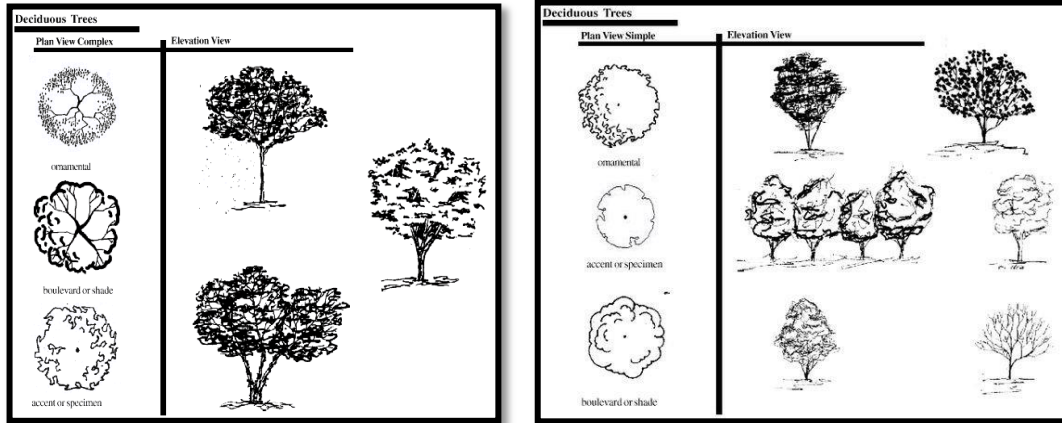 Deciduous Trees
Plan View Complex
Elevation View
ornamental
boulevard or shade
accent or specimen
Deciduous Trees
Plan View Simple
Elevation View
ornamental
accent or specimen
boulevard or shade